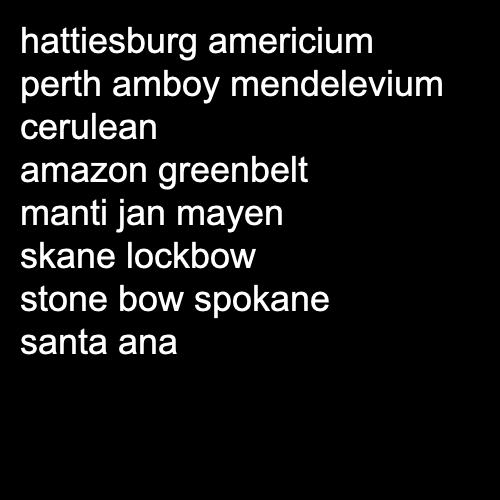 hattiesburg americium
perth amboy mendelevium
cerulean
amazon greenbelt
manti jan mayen
skane lockbow
stone bow spokane
santa ana